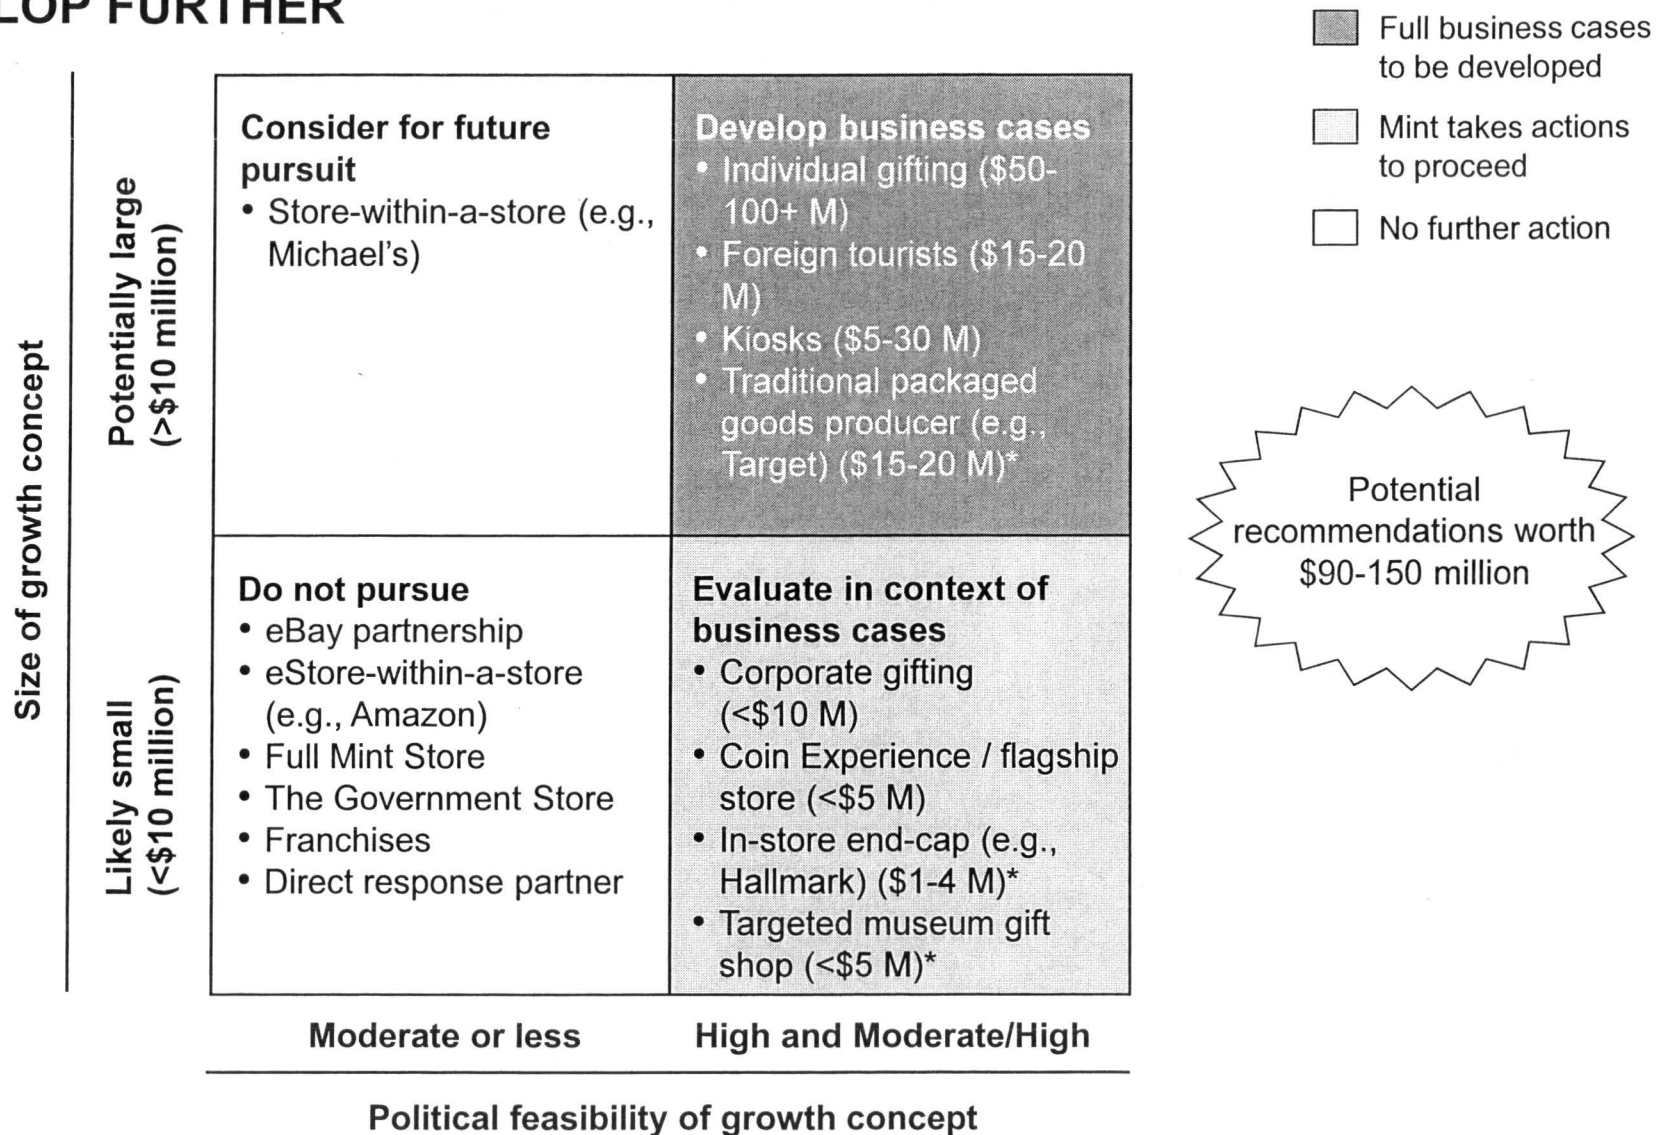 FURTHER
Full business cases
to be developed
Mint takes actions
to proceed
No further action
Size of growth concept
Potentially large
(>$10 million)
Consider for future
pursuit
• Store-within-a-store (e.g.,
Michael's)
Develop business cases
• Individual gifting ($50-
100+ M)
• Foreign tourists ($15-20
M)
• Kiosks ($5-30 M)
• Traditional packaged
goods producer (e.g.,
Target) ($15-20 M)*
Potential
recommendations worth
$90-150 million
Likely small
(<$10 million)
Do not pursue
• eBay partnership
• eStore-within-a-store
(e.g., Amazon)
• Full Mint Store
• The Government Store
• Franchises
• Direct response partner
Evaluate in context of
business cases
• Corporate gifting
(<$10 M)
• Coin Experience / flagship
store (<$5 M)
• In-store end-cap (e.g.,
Hallmark) ($1-4 M)*
• Targeted museum gift
shop (<$5 M)*
Moderate or less
High and Moderate/High
Political feasibility of growth concept